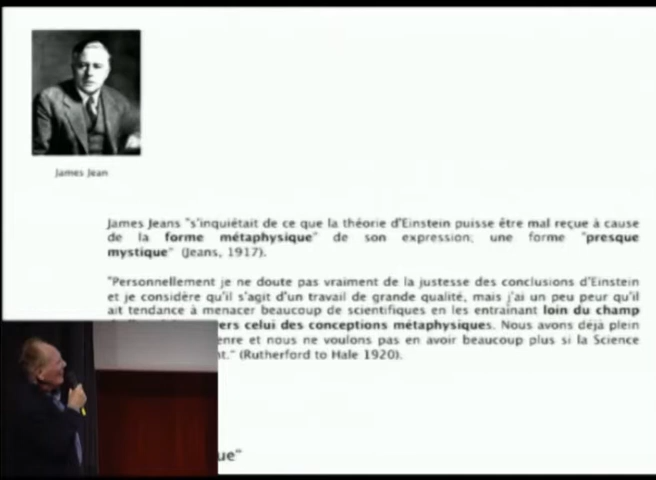 James Jean
James Jeans "s'inquiétait de ce que la théorie d'Einstein puisse être mal reçue à cause
de la forme métaphysique" de son expression; une forme "presque
mystique" (Jeans, 1917).
"Personnellement je ne doute pas vraiment de la justesse des conclusions d'Einstein
et je considère qu'il s'agit d'un travail de grande qualité, mais j'ai un peu peur qu'il
ait tendance à menacer beaucoup de scientifiques en les entraînant loin du champ
ers celui des conceptions métaphysiques. Nous avons déjà plein
enre et nous ne voulons pas en avoir beaucoup plus si la Science
t." (Rutherford to Hale 1920).
ue"